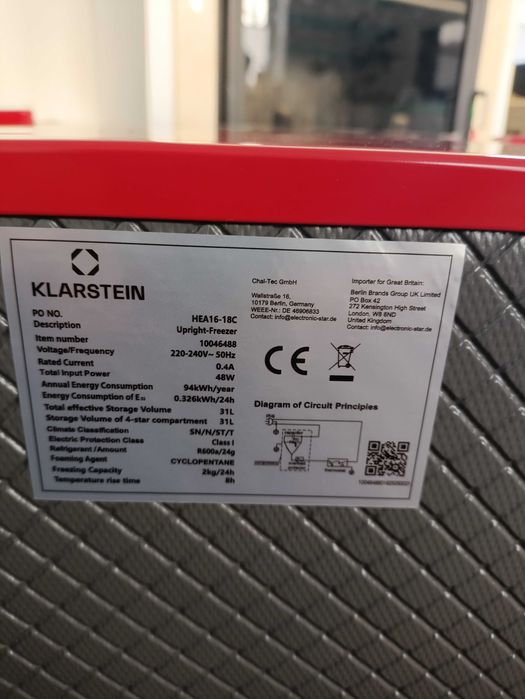 KLARSTEIN
PO NO. HEA16-18C
Description Upright-Freezer
Item number 10046488
Voltage/Frequency 220-240V~ 50Hz
Rated Current 0.4A
Total Input Power 48W
Annual Energy Consumption 94kWh/year
Energy Consumption of E₃₂ 0.326kWh/24h
Total effective Storage Volume 31L
Storage Volume of 4-star compartment 31L
Climate Classification SN/N/ST/T
Electric Protection Class Class I
Refrigerant /Amount R600a/24g
Foaming Agent CYCLOPENTANE
Freezing Capacity 2kg/24h
Temperature rise time 8h
Chal-Tec GmbH
Wallstraße 16,
10179 Berlin, Germany
WEEE-Nr.: DE 46906833
Contact: info@electronic-star.de
Importer for Great Britain:
Berlin Brands Group UK Limited
PO Box 42
272 Kensington High Street
London, W8 6ND
United Kingdom
Contact: info@electronic-star.de
CE
Diagram of Circuit Principles